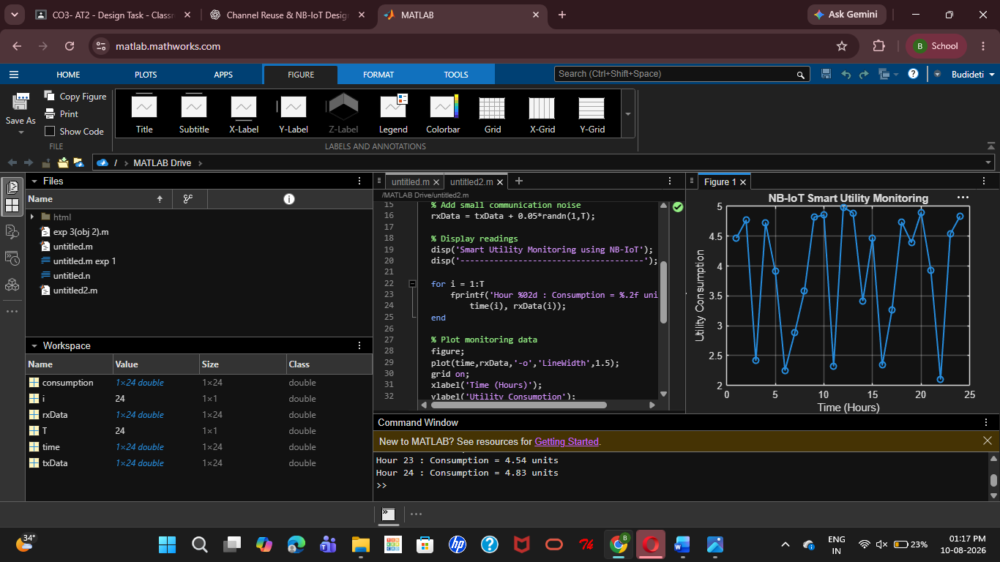 CO3- AT2 - Design Task - Classr
Channel Reuse & NB-IoT Design
MATLAB
Ask Gemini
matlab.mathworks.com
B School
HOME PLOTS APPS FIGURE FORMAT TOOLS
Search (Ctrl+Shift+Space)
Budideti
Save As
Copy Figure
Print
Show Code
FILE
Title Subtitle X-Label Y-Label Z-Label Legend Colorbar Grid X-Grid Y-Grid
LABELS AND ANNOTATIONS
/ MATLAB Drive
Files
Name
html
exp 3(obj 2).m
untitled.m
untitled.m exp 1
untitled.n
untitled2.m
Workspace
Name Value Size Class
consumption 1×24 double 1×24 double
i 24 1×1 double
rxData 1×24 double 1×24 double
T 24 1×1 double
time 1×24 double 1×24 double
txData 1×24 double 1×24 double
untitled.m untitled2.m
/MATLAB Drive/untitled2.m
15 % Add small communication noise
16 rxData = txData + 0.05*randn(1,T);
17
18 % Display readings
19 disp('Smart Utility Monitoring using NB-IoT');
20 disp('--------------------------------------');
21
22 for i = 1:T
23 fprintf('Hour %02d : Consumption = %.2f uni
24 time(i), rxData(i));
25 end
26
27 % Plot monitoring data
28 figure;
29 plot(time,rxData,'-o','LineWidth',1.5);
30 grid on;
31 xlabel('Time (Hours)');
32 ylabel('Utility Consumption');
Figure 1
NB-IoT Smart Utility Monitoring
5
4.5
4
3.5
3
2.5
2
Utility Consumption
0 5 10 15 20 25
Time (Hours)
Command Window
New to MATLAB? See resources for Getting Started.
Hour 23 : Consumption = 4.54 units
Hour 24 : Consumption = 4.83 units
>>
34°
ENG
IN
23%
01:17 PM
10-08-2026